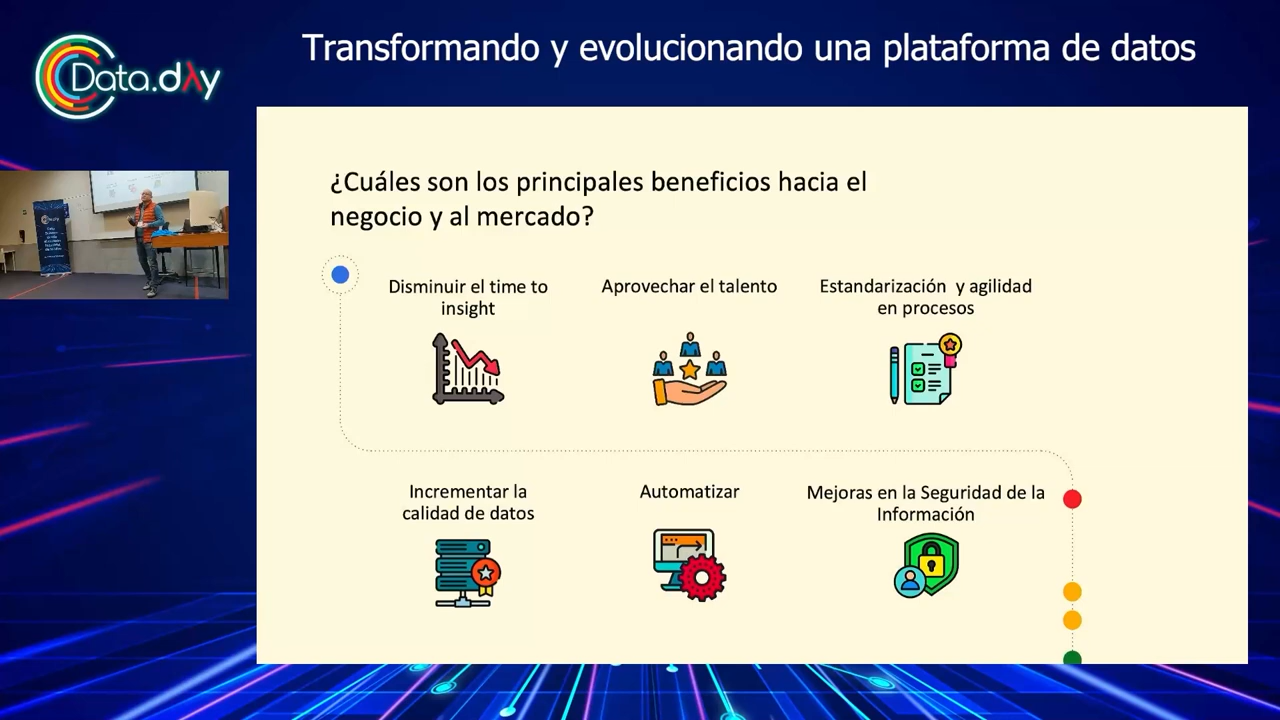 Transformando y evolucionando una plataforma de datos
Data.dλy
¿Cuáles son los principales beneficios hacia el
negocio y al mercado?
Disminuir el time to
insight
Aprovechar el talento
Estandarización y agilidad
en procesos
Incrementar la
calidad de datos
Automatizar
Mejoras en la Seguridad de la
Información